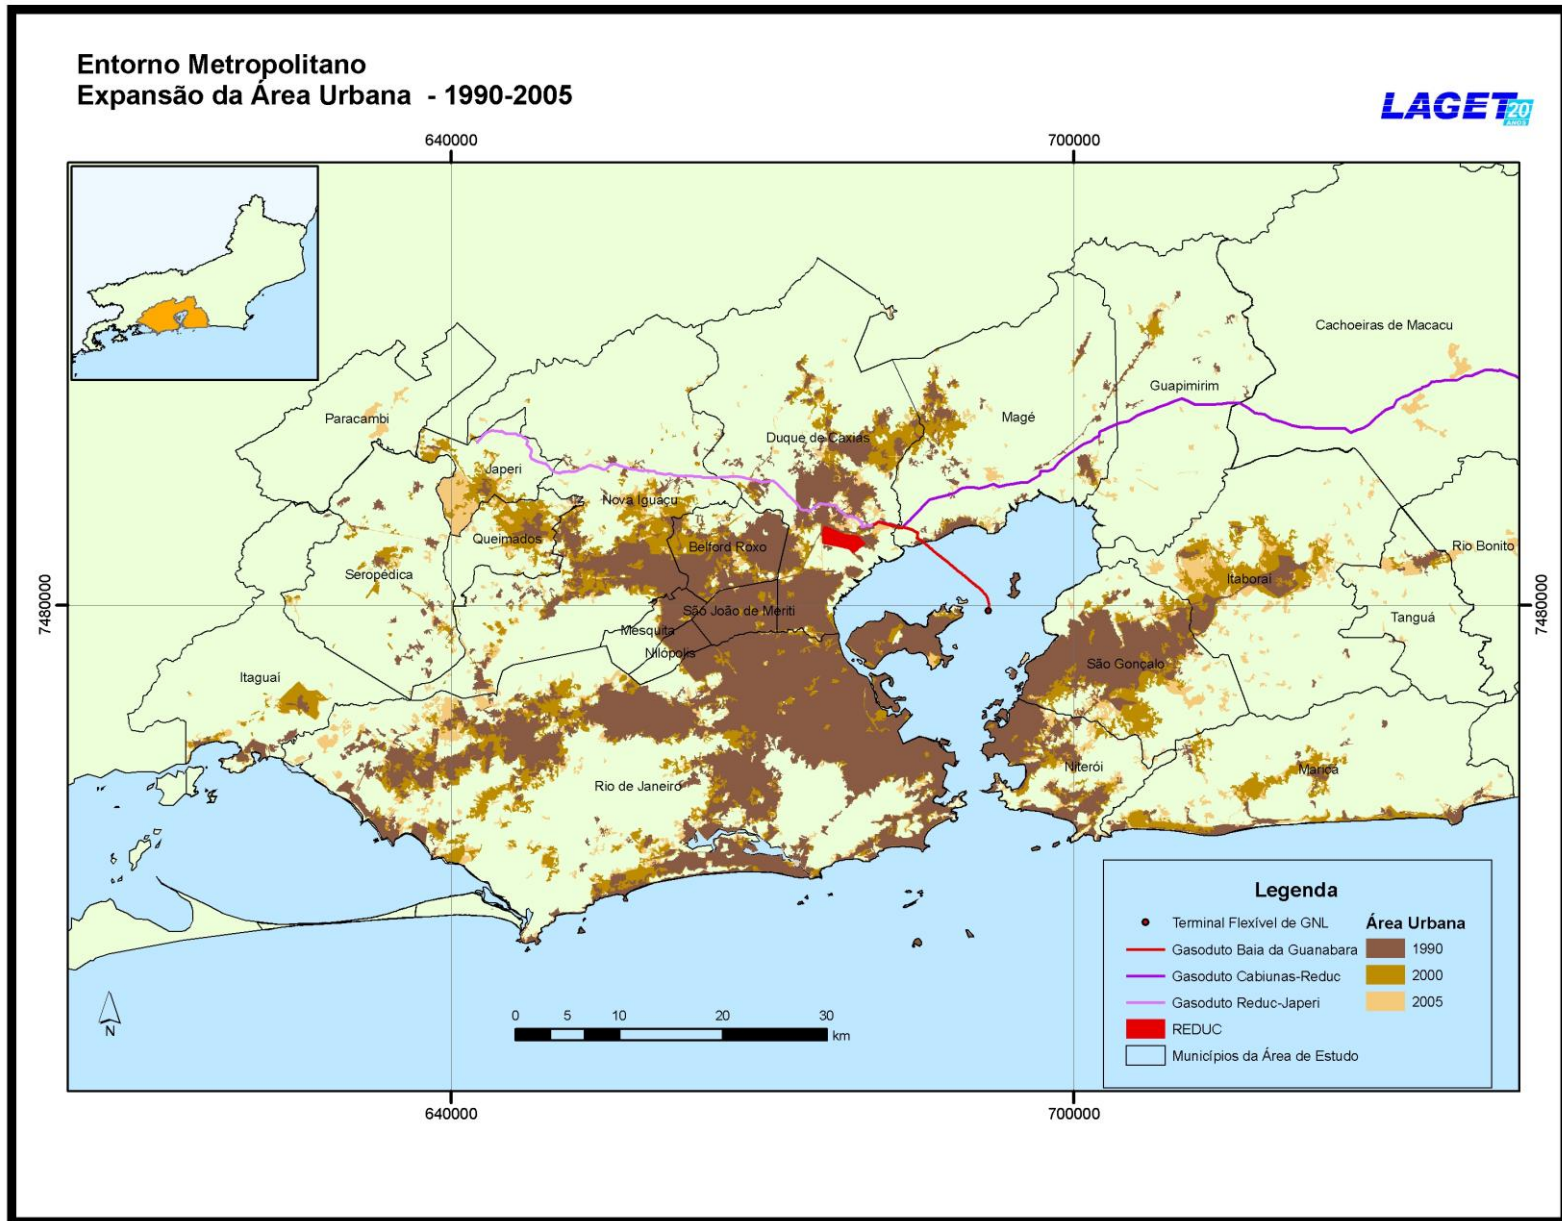 Entorno Metropolitano
Expansão da Área Urbana - 1990-2005
LAGET 20
ANOS
640000
700000
Cachoeiras de Macacu
Guapimirim
Paracambi
Magé
Duque de Caxias
Japeri
Nova Iguaçu
Queimados
Belford Roxo
Rio Bonito
Seropédica
Itaboraí
7480000
São João de Meriti
7480000
Tanguá
Mesquita
Nilópolis
São Gonçalo
Itaguaí
Niterói
Maricá
Rio de Janeiro
Legenda
Terminal Flexível de GNL
Área Urbana
Gasoduto Baia da Guanabara
1990
Gasoduto Cabiunas-Reduc
2000
Gasoduto Reduc-Japeri
2005
REDUC
Municípios da Área de Estudo
N
0 5 10 20 30
km
640000
700000